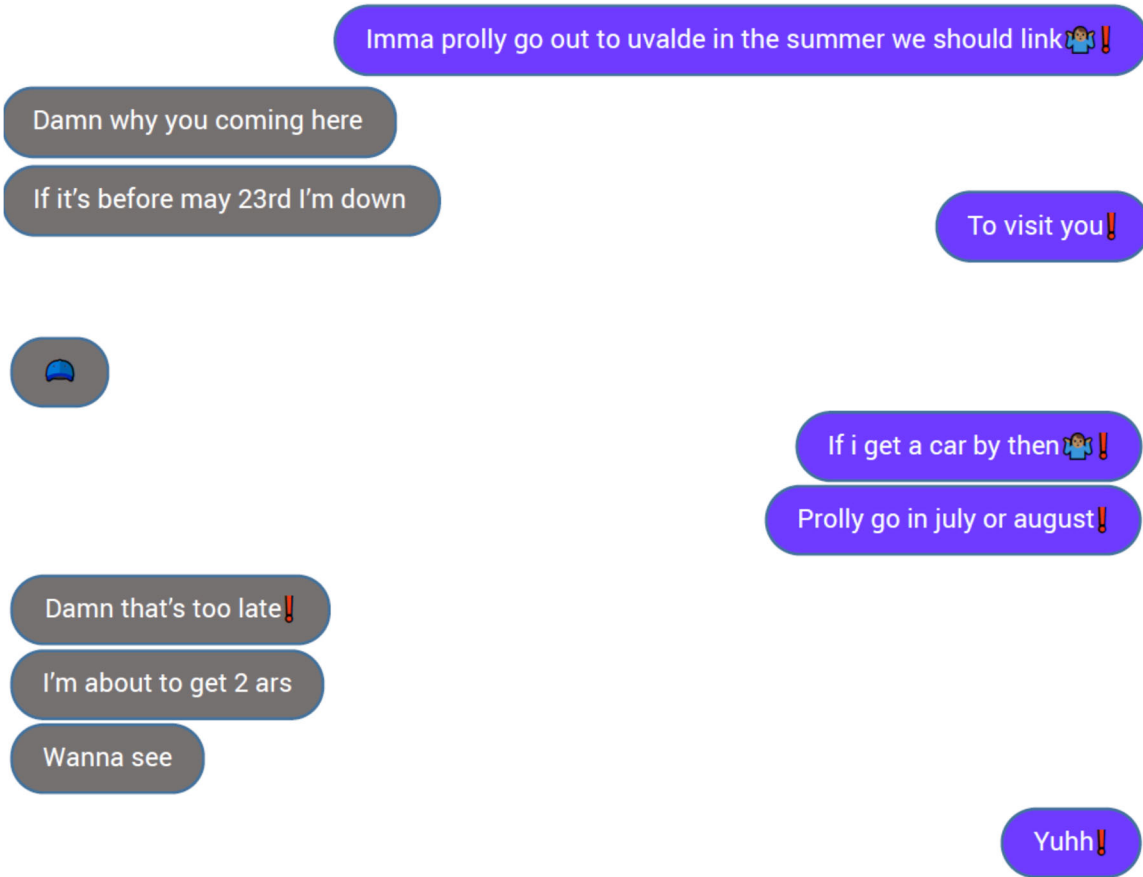 Imma prolly go out to uvalde in the summer we should link🤷🏽‍♂️❗
Damn why you coming here
If it’s before may 23rd I’m down
To visit you❗
🧢
If i get a car by then🤷🏽‍♂️❗
Prolly go in july or august❗
Damn that’s too late❗
I’m about to get 2 ars
Wanna see
Yuhh❗